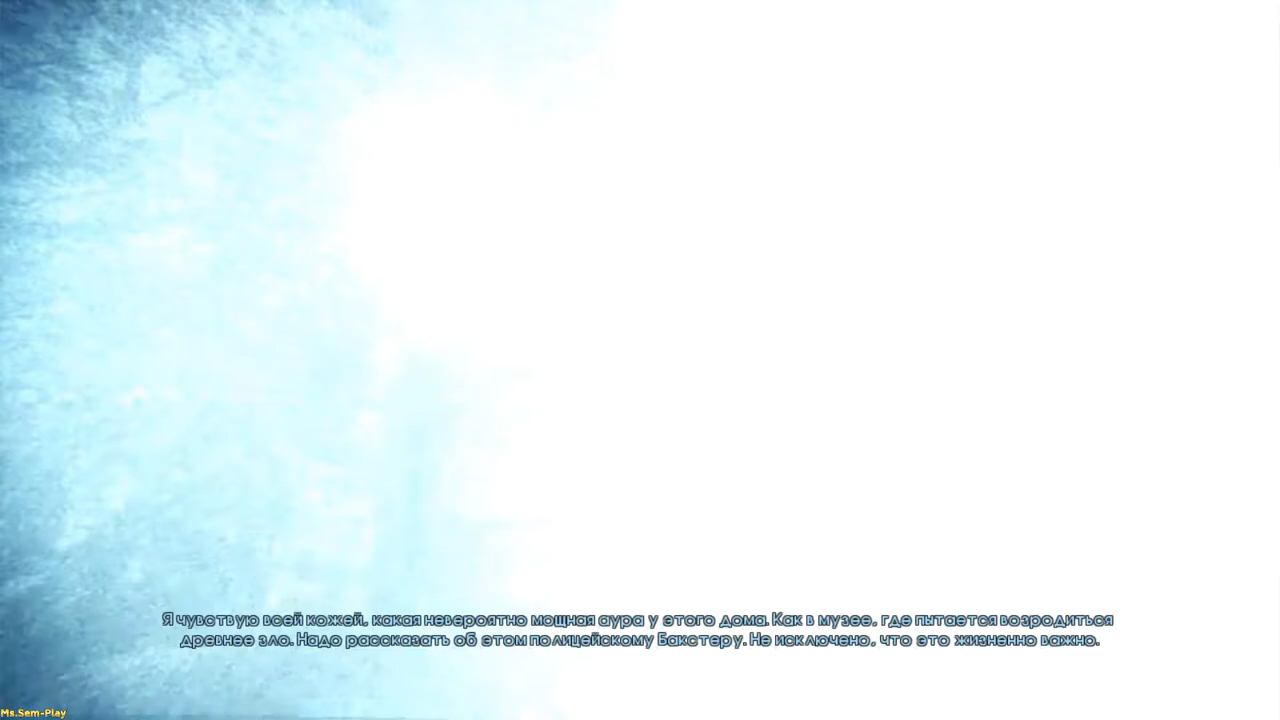 Я чувствую всей кожей, какая невероятно мощная аура у этого дома. Как в музее, где пытается возродиться
древнее зло. Надо рассказать об этом полицейскому Бакстеру. Не исключено, что это жизненно важно.
Ms.Sem-Play